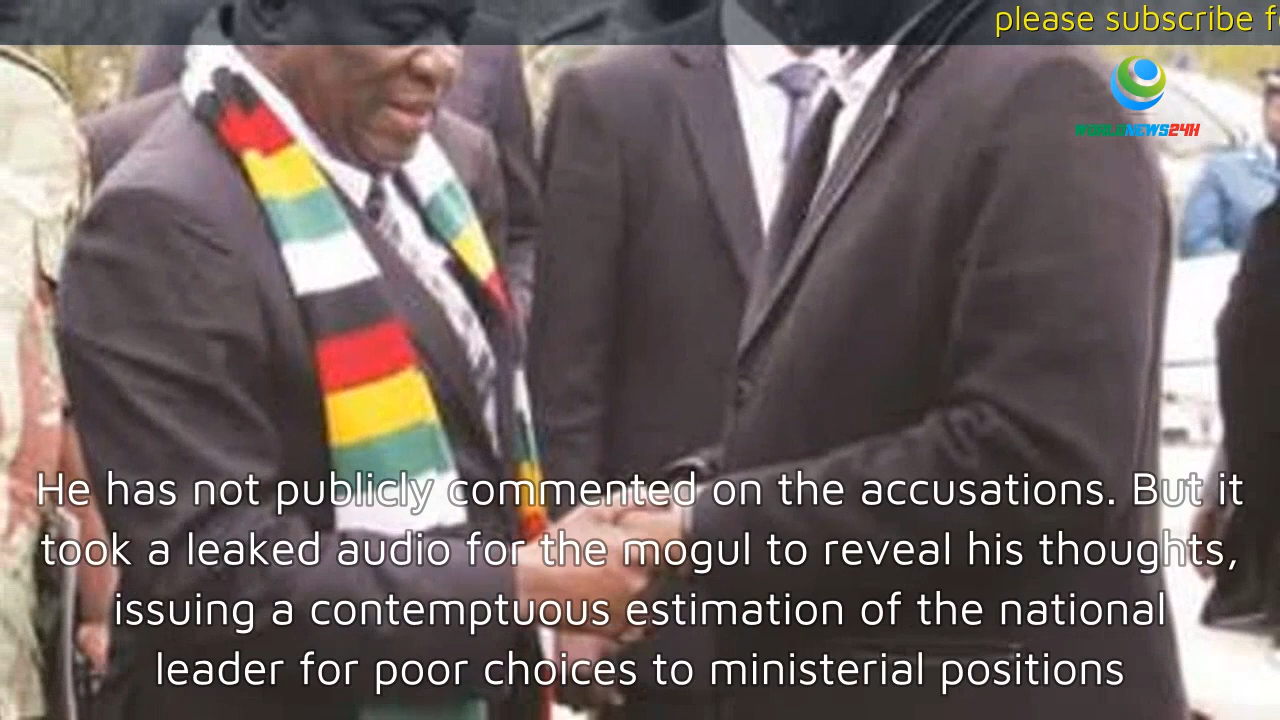 please subscribe f
WORLDNEWS24H
He has not publicly commented on the accusations. But it
took a leaked audio for the mogul to reveal his thoughts,
issuing a contemptuous estimation of the national
leader for poor choices to ministerial positions